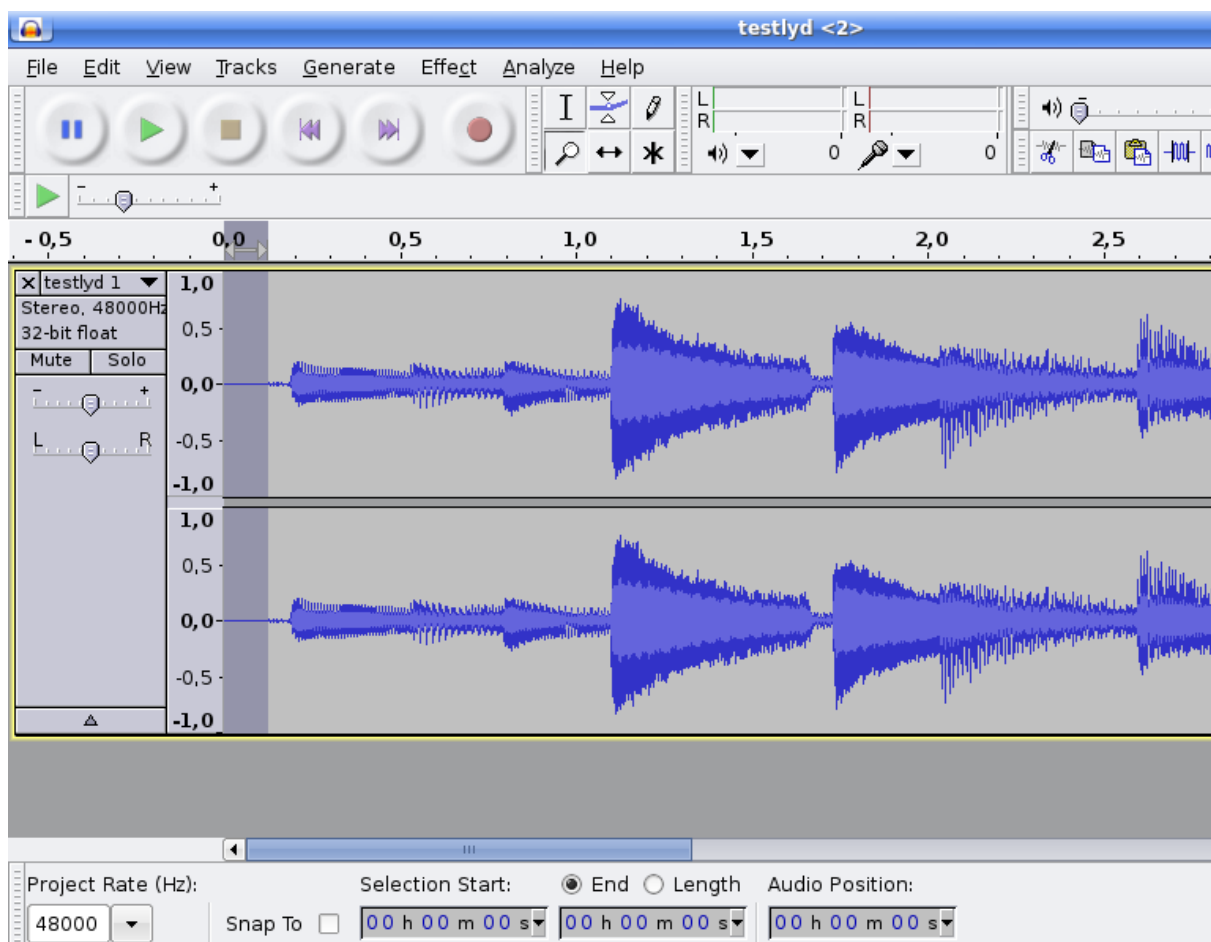 testlyd <2>
File Edit View Tracks Generate Effect Analyze Help
L
R
L
R
0
0
- +
- 0,5 0,0 0,5 1,0 1,5 2,0 2,5
testlyd 1
Stereo, 48000Hz
32-bit float
Mute Solo
- +
L R
1,0
0,5
0,0
-0,5
-1,0
1,0
0,5
0,0
-0,5
-1,0
Project Rate (Hz): Selection Start: End Length Audio Position:
48000 Snap To 00 h 00 m 00 s 00 h 00 m 00 s 00 h 00 m 00 s